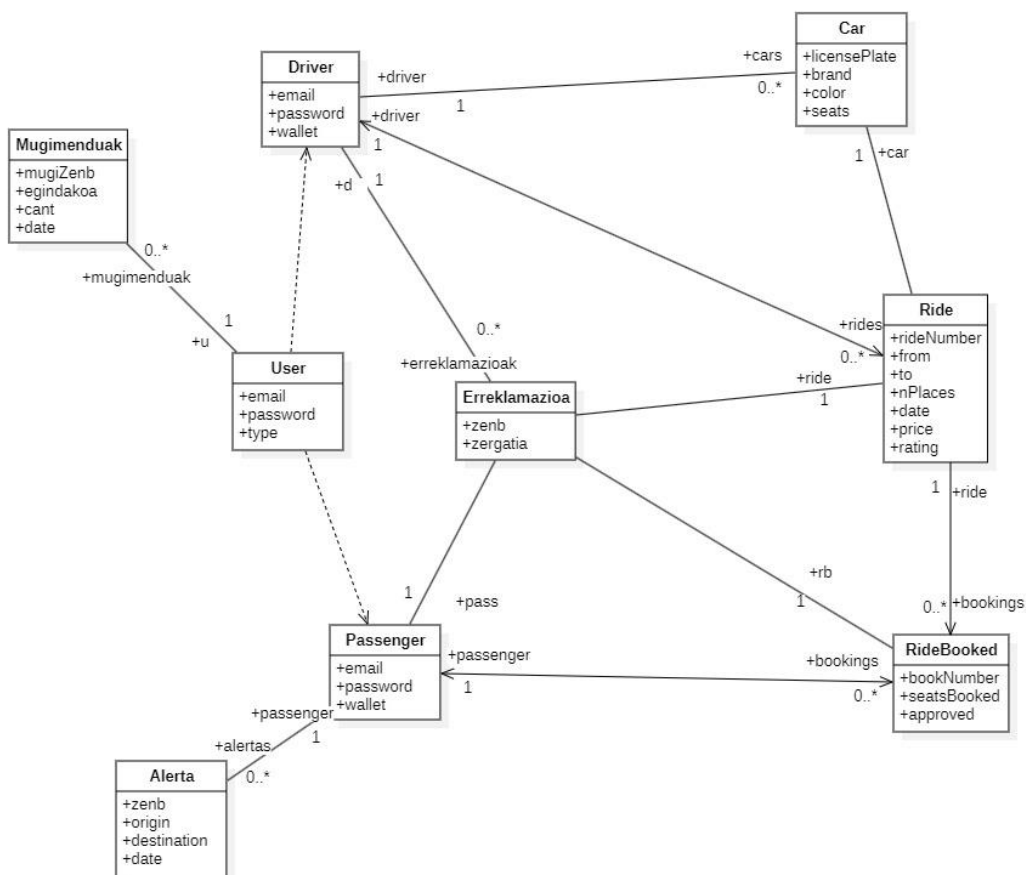 Car
+licensePlate
+brand
+color
+seats
+cars
0..*
+driver
1
Driver
+email
+password
+wallet
+driver
1
+d
1
1
+car
Mugimenduak
+mugiZenb
+egindakoa
+cant
+date
0..*
+mugimenduak
1
+u
User
+email
+password
+type
0..*
+erreklamazioak
Erreklamazioa
+zenb
+zergatia
+rides
0..*
+ride
1
Ride
+rideNumber
+from
+to
+nPlaces
+date
+price
+rating
1
+ride
0..*
+bookings
+rb
1
1
+pass
Passenger
+email
+password
+wallet
+passenger
1
+bookings
0..*
RideBooked
+bookNumber
+seatsBooked
+approved
+passenger
1
+alertas
0..*
Alerta
+zenb
+origin
+destination
+date